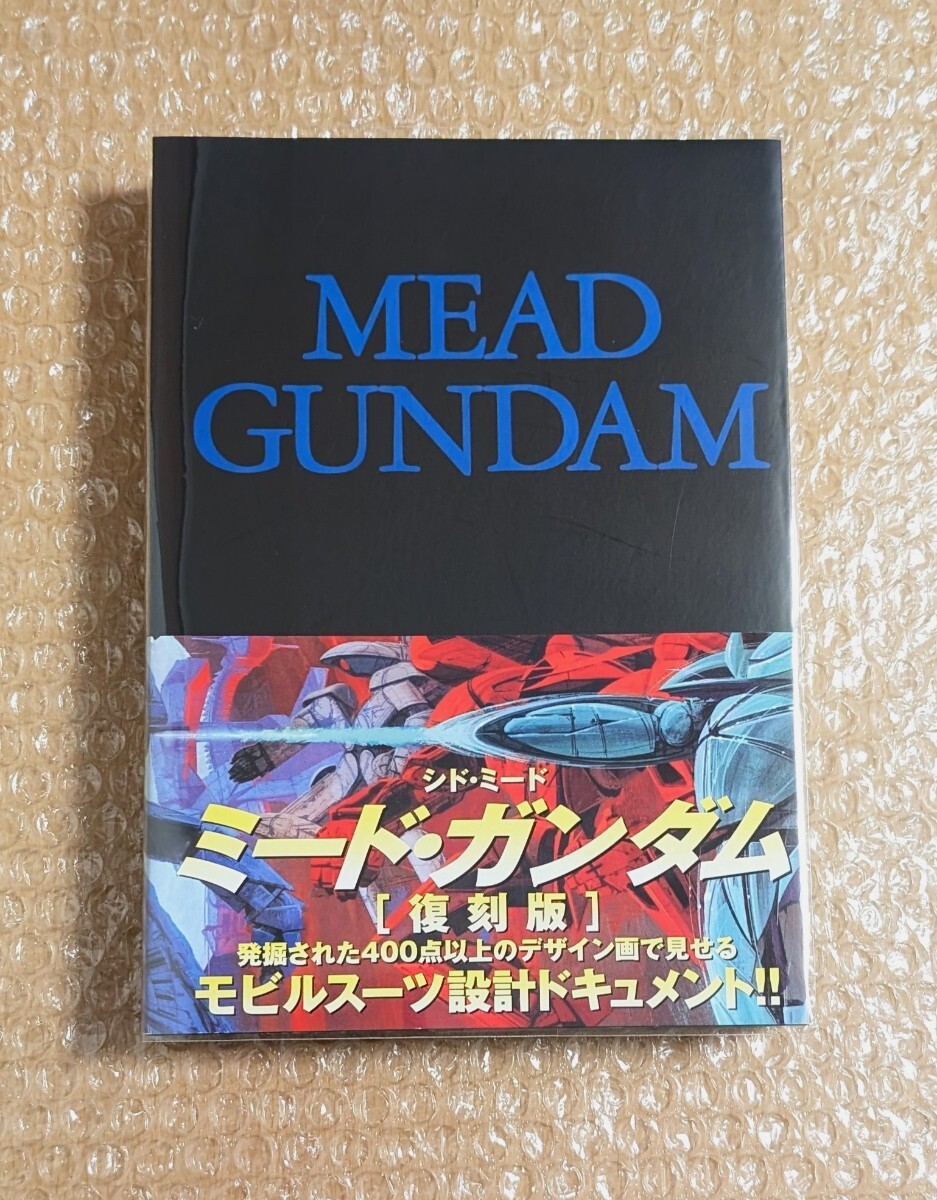 MEAD
GUNDAM
シド・ミード
ミード・ガンダム
[復刻版]
発掘された400点以上のデザイン画で見せる
モビルスーツ設計ドキュメント!!